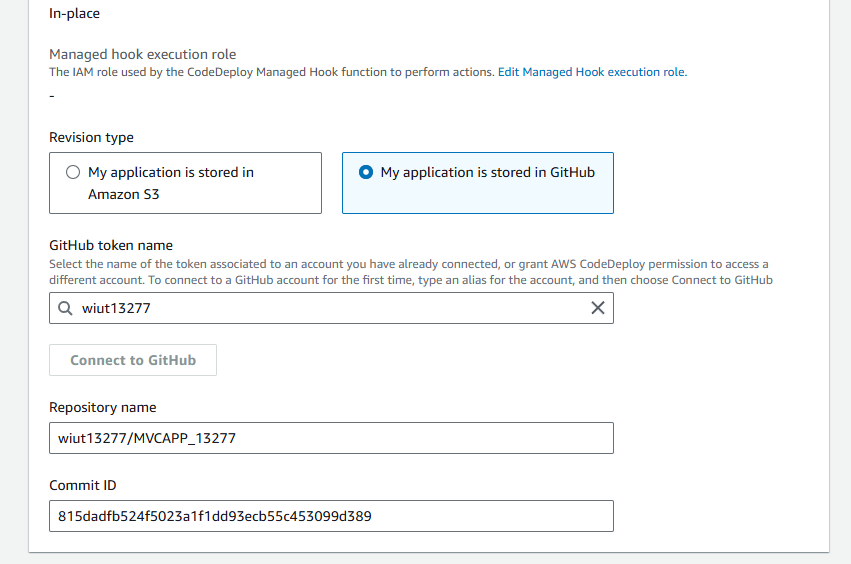 In-place
Managed hook execution role
The IAM role used by the CodeDeploy Managed Hook function to perform actions. Edit Managed Hook execution role.
-
Revision type
My application is stored in
Amazon S3
My application is stored in GitHub
GitHub token name
Select the name of the token associated to an account you have already connected, or grant AWS CodeDeploy permission to access a
different account. To connect to a GitHub account for the first time, type an alias for the account, and then choose Connect to GitHub
wiut13277
Connect to GitHub
Repository name
wiut13277/MVCAPP_13277
Commit ID
815dadfb524f5023a1f1dd93ecb55c453099d389